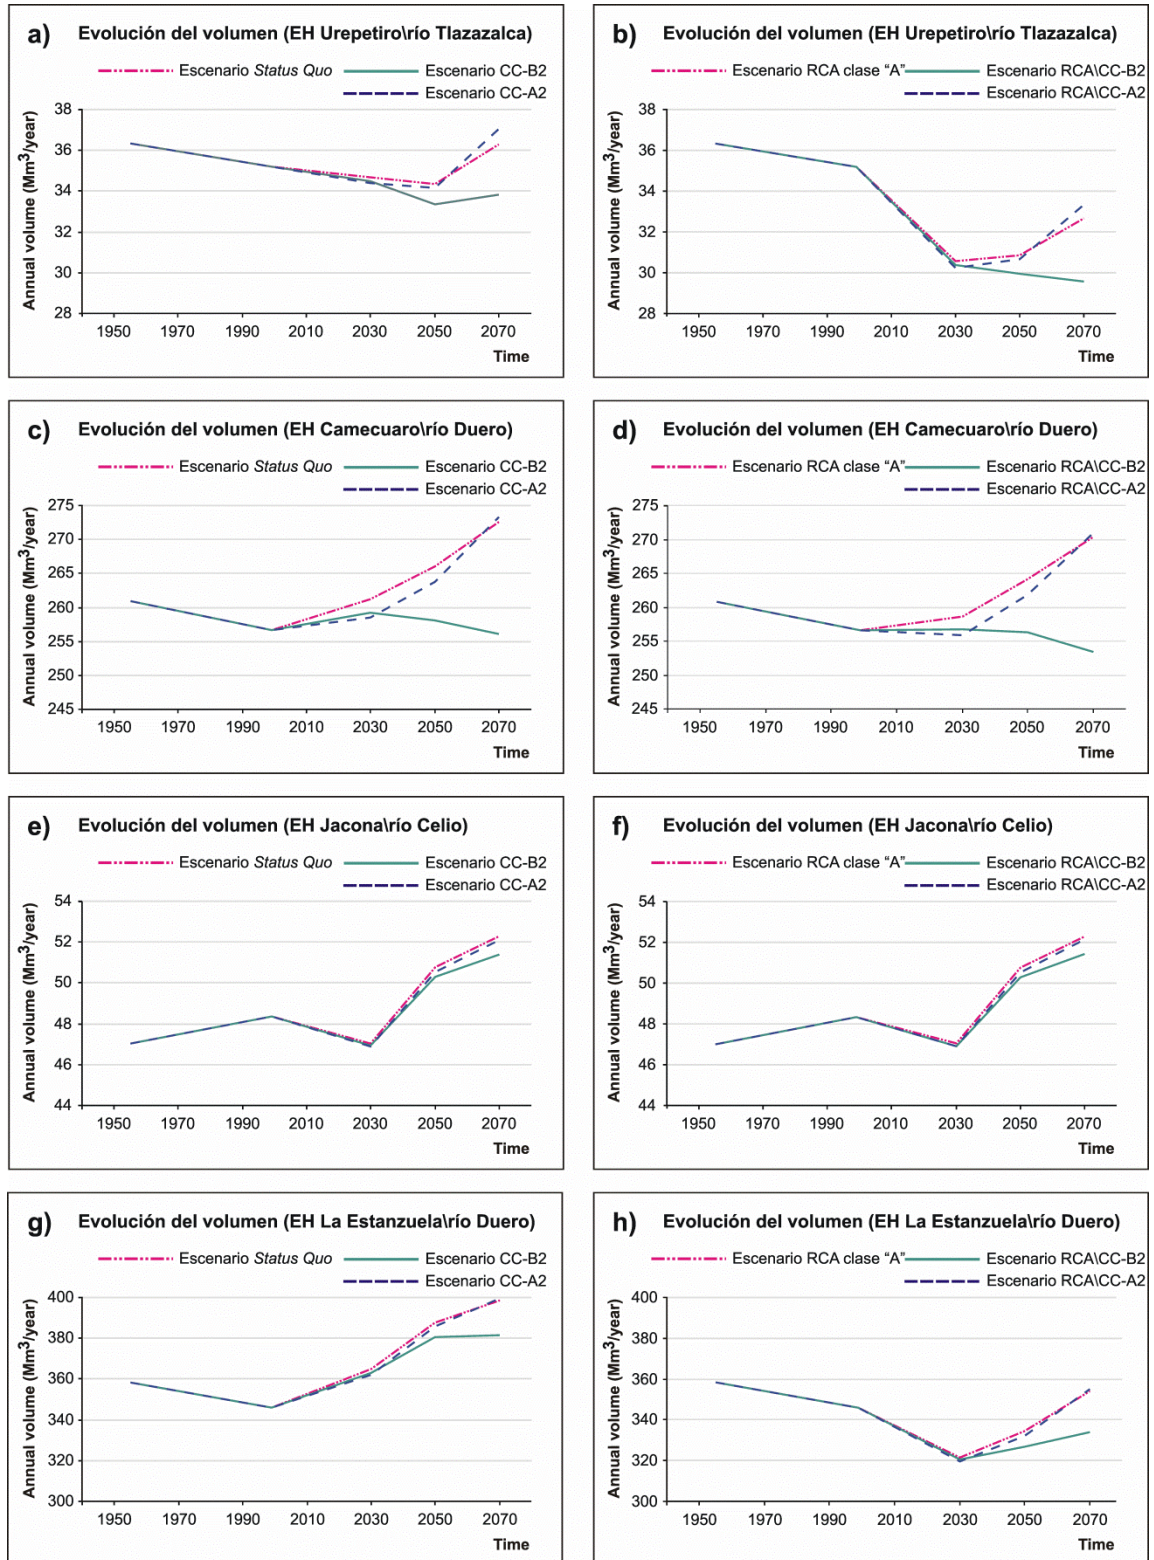 a) Evolución del volumen (EH Urepetiro\río Tlazazalca)
Escenario Status Quo
Escenario CC-B2
Escenario CC-A2
Annual volume (Mm³/year)
38
36
34
32
30
28
1950 1970 1990 2010 2030 2050 2070
Time
b) Evolución del volumen (EH Urepetiro\río Tlazazalca)
Escenario RCA clase “A”
Escenario RCA\CC-B2
Escenario RCA\CC-A2
Annual volume (Mm³/year)
38
36
34
32
30
28
1950 1970 1990 2010 2030 2050 2070
Time
c) Evolución del volumen (EH Camecuaro\río Duero)
Escenario Status Quo
Escenario CC-B2
Escenario CC-A2
Annual volume (Mm³/year)
275
270
265
260
255
250
245
1950 1970 1990 2010 2030 2050 2070
Time
d) Evolución del volumen (EH Camecuaro\río Duero)
Escenario RCA clase “A”
Escenario RCA\CC-B2
Escenario RCA\CC-A2
Annual volume (Mm³/year)
275
270
265
260
255
250
245
1950 1970 1990 2010 2030 2050 2070
Time
e) Evolución del volumen (EH Jacona\río Celio)
Escenario Status Quo
Escenario CC-B2
Escenario CC-A2
Annual volume (Mm³/year)
54
52
50
48
46
44
1950 1970 1990 2010 2030 2050 2070
Time
f) Evolución del volumen (EH Jacona\río Celio)
Escenario RCA clase “A”
Escenario RCA\CC-B2
Escenario RCA\CC-A2
Annual volume (Mm³/year)
54
52
50
48
46
44
1950 1970 1990 2010 2030 2050 2070
Time
g) Evolución del volumen (EH La Estanzuela\río Duero)
Escenario Status Quo
Escenario CC-B2
Escenario CC-A2
Annual volume (Mm³/year)
400
380
360
340
320
300
1950 1970 1990 2010 2030 2050 2070
Time
h) Evolución del volumen (EH La Estanzuela\río Duero)
Escenario RCA clase “A”
Escenario RCA\CC-B2
Escenario RCA\CC-A2
Annual volume (Mm³/year)
400
380
360
340
320
300
1950 1970 1990 2010 2030 2050 2070
Time